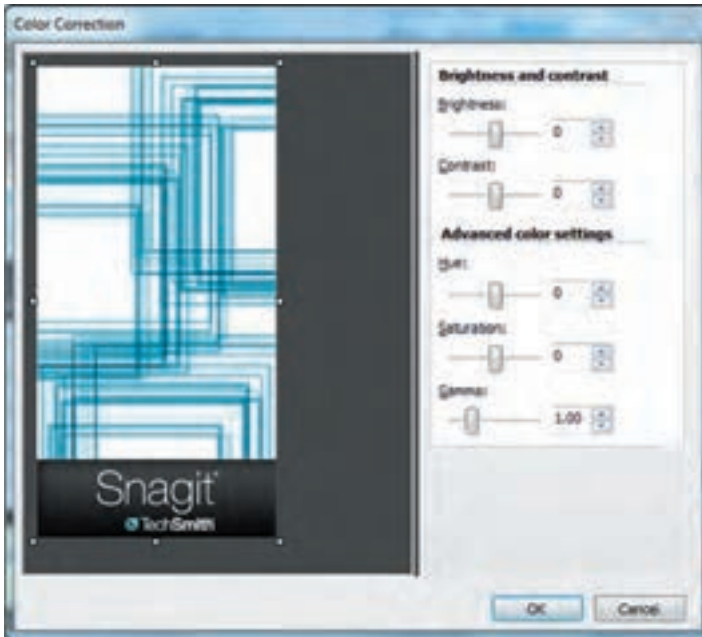 Color Correction
Brightness and contrast
Brightness:
0
Contrast:
0
Advanced color settings
Hue:
0
Saturation:
0
Gamma:
1.00
Snagit
TechSmith
OK
Cancel